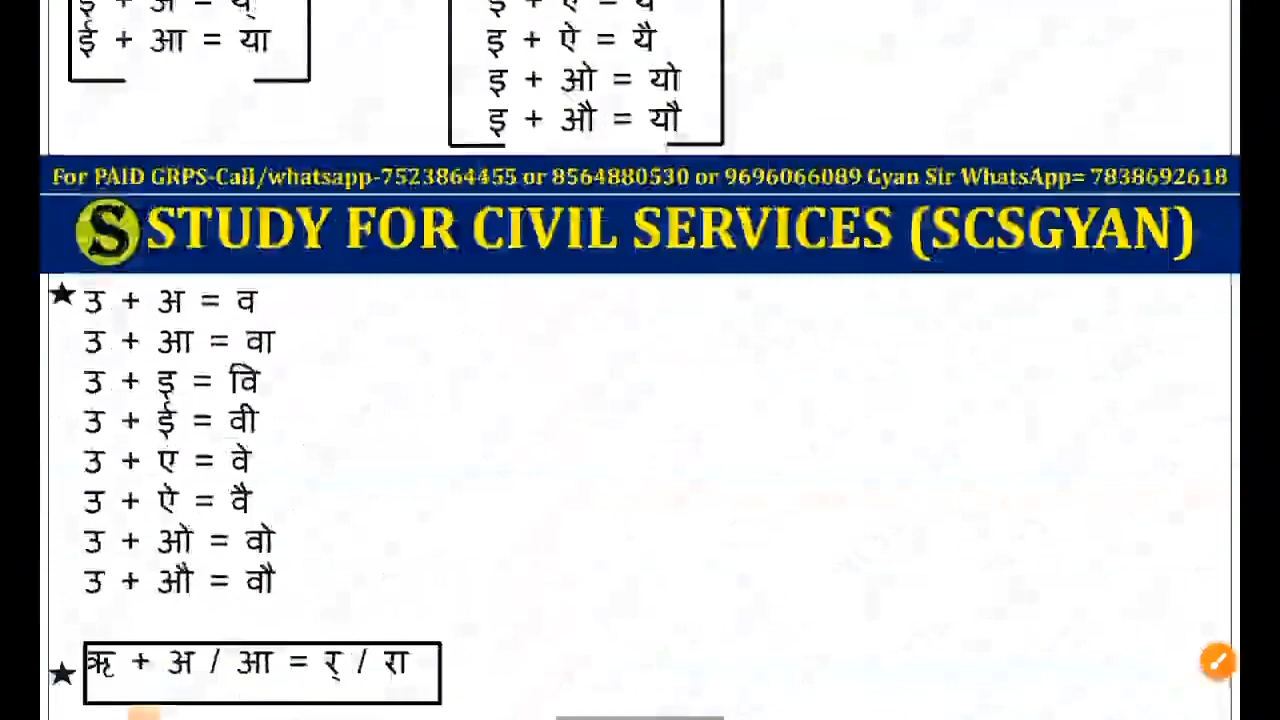 ई + आ = या
इ + ऐ = यै
इ + ओ = यो
इ + औ = यौ
For PAID GRPS-Call/whatsapp-7523864455 or 8564880530 or 9696066089 Gyan Sir WhatsApp= 7838692618
S STUDY FOR CIVIL SERVICES (SCSGYAN)
★ उ + अ = व
उ + आ = वा
उ + इ = वि
उ + ई = वी
उ + ए = वे
उ + ऐ = वै
उ + ओ = वो
उ + औ = वौ
★ ऋ + अ / आ = र् / रा